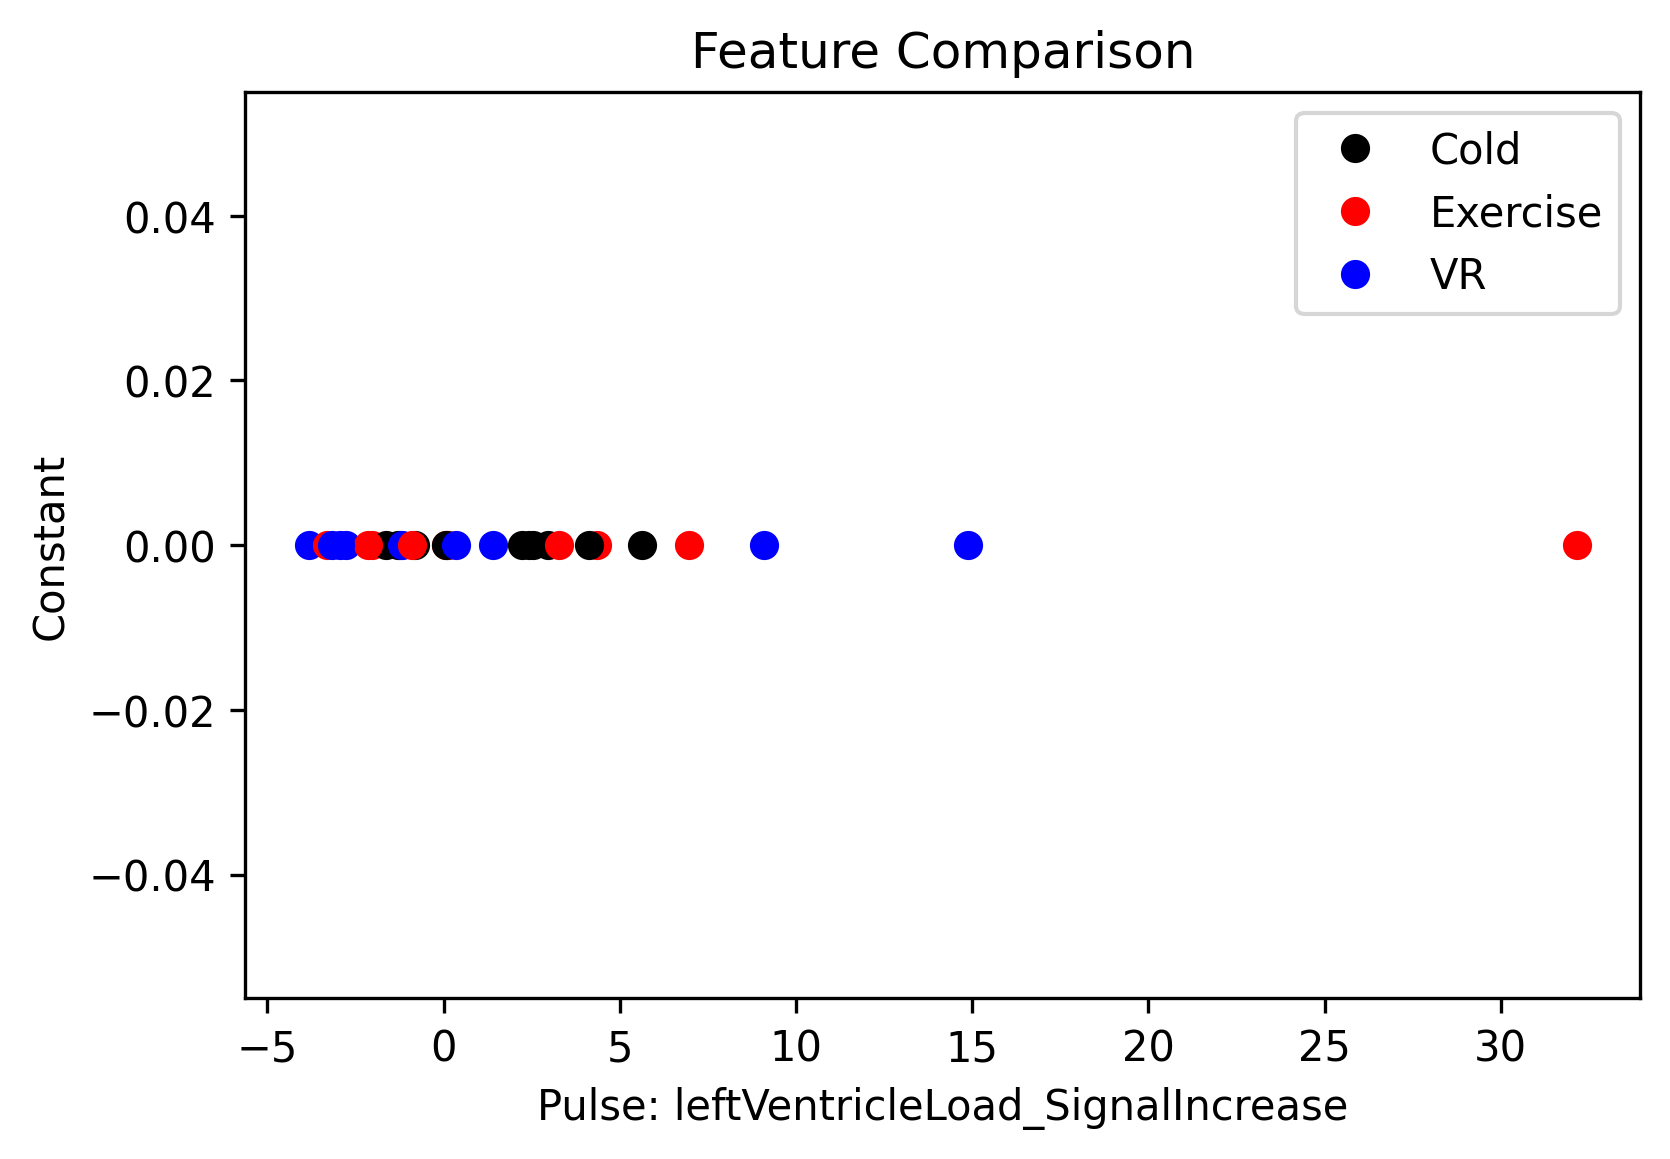 Feature Comparison
Cold
Exercise
VR
0.04
0.02
0.00
−0.02
−0.04
Constant
−5 0 5 10 15 20 25 30
Pulse: leftVentricleLoad_SignalIncrease